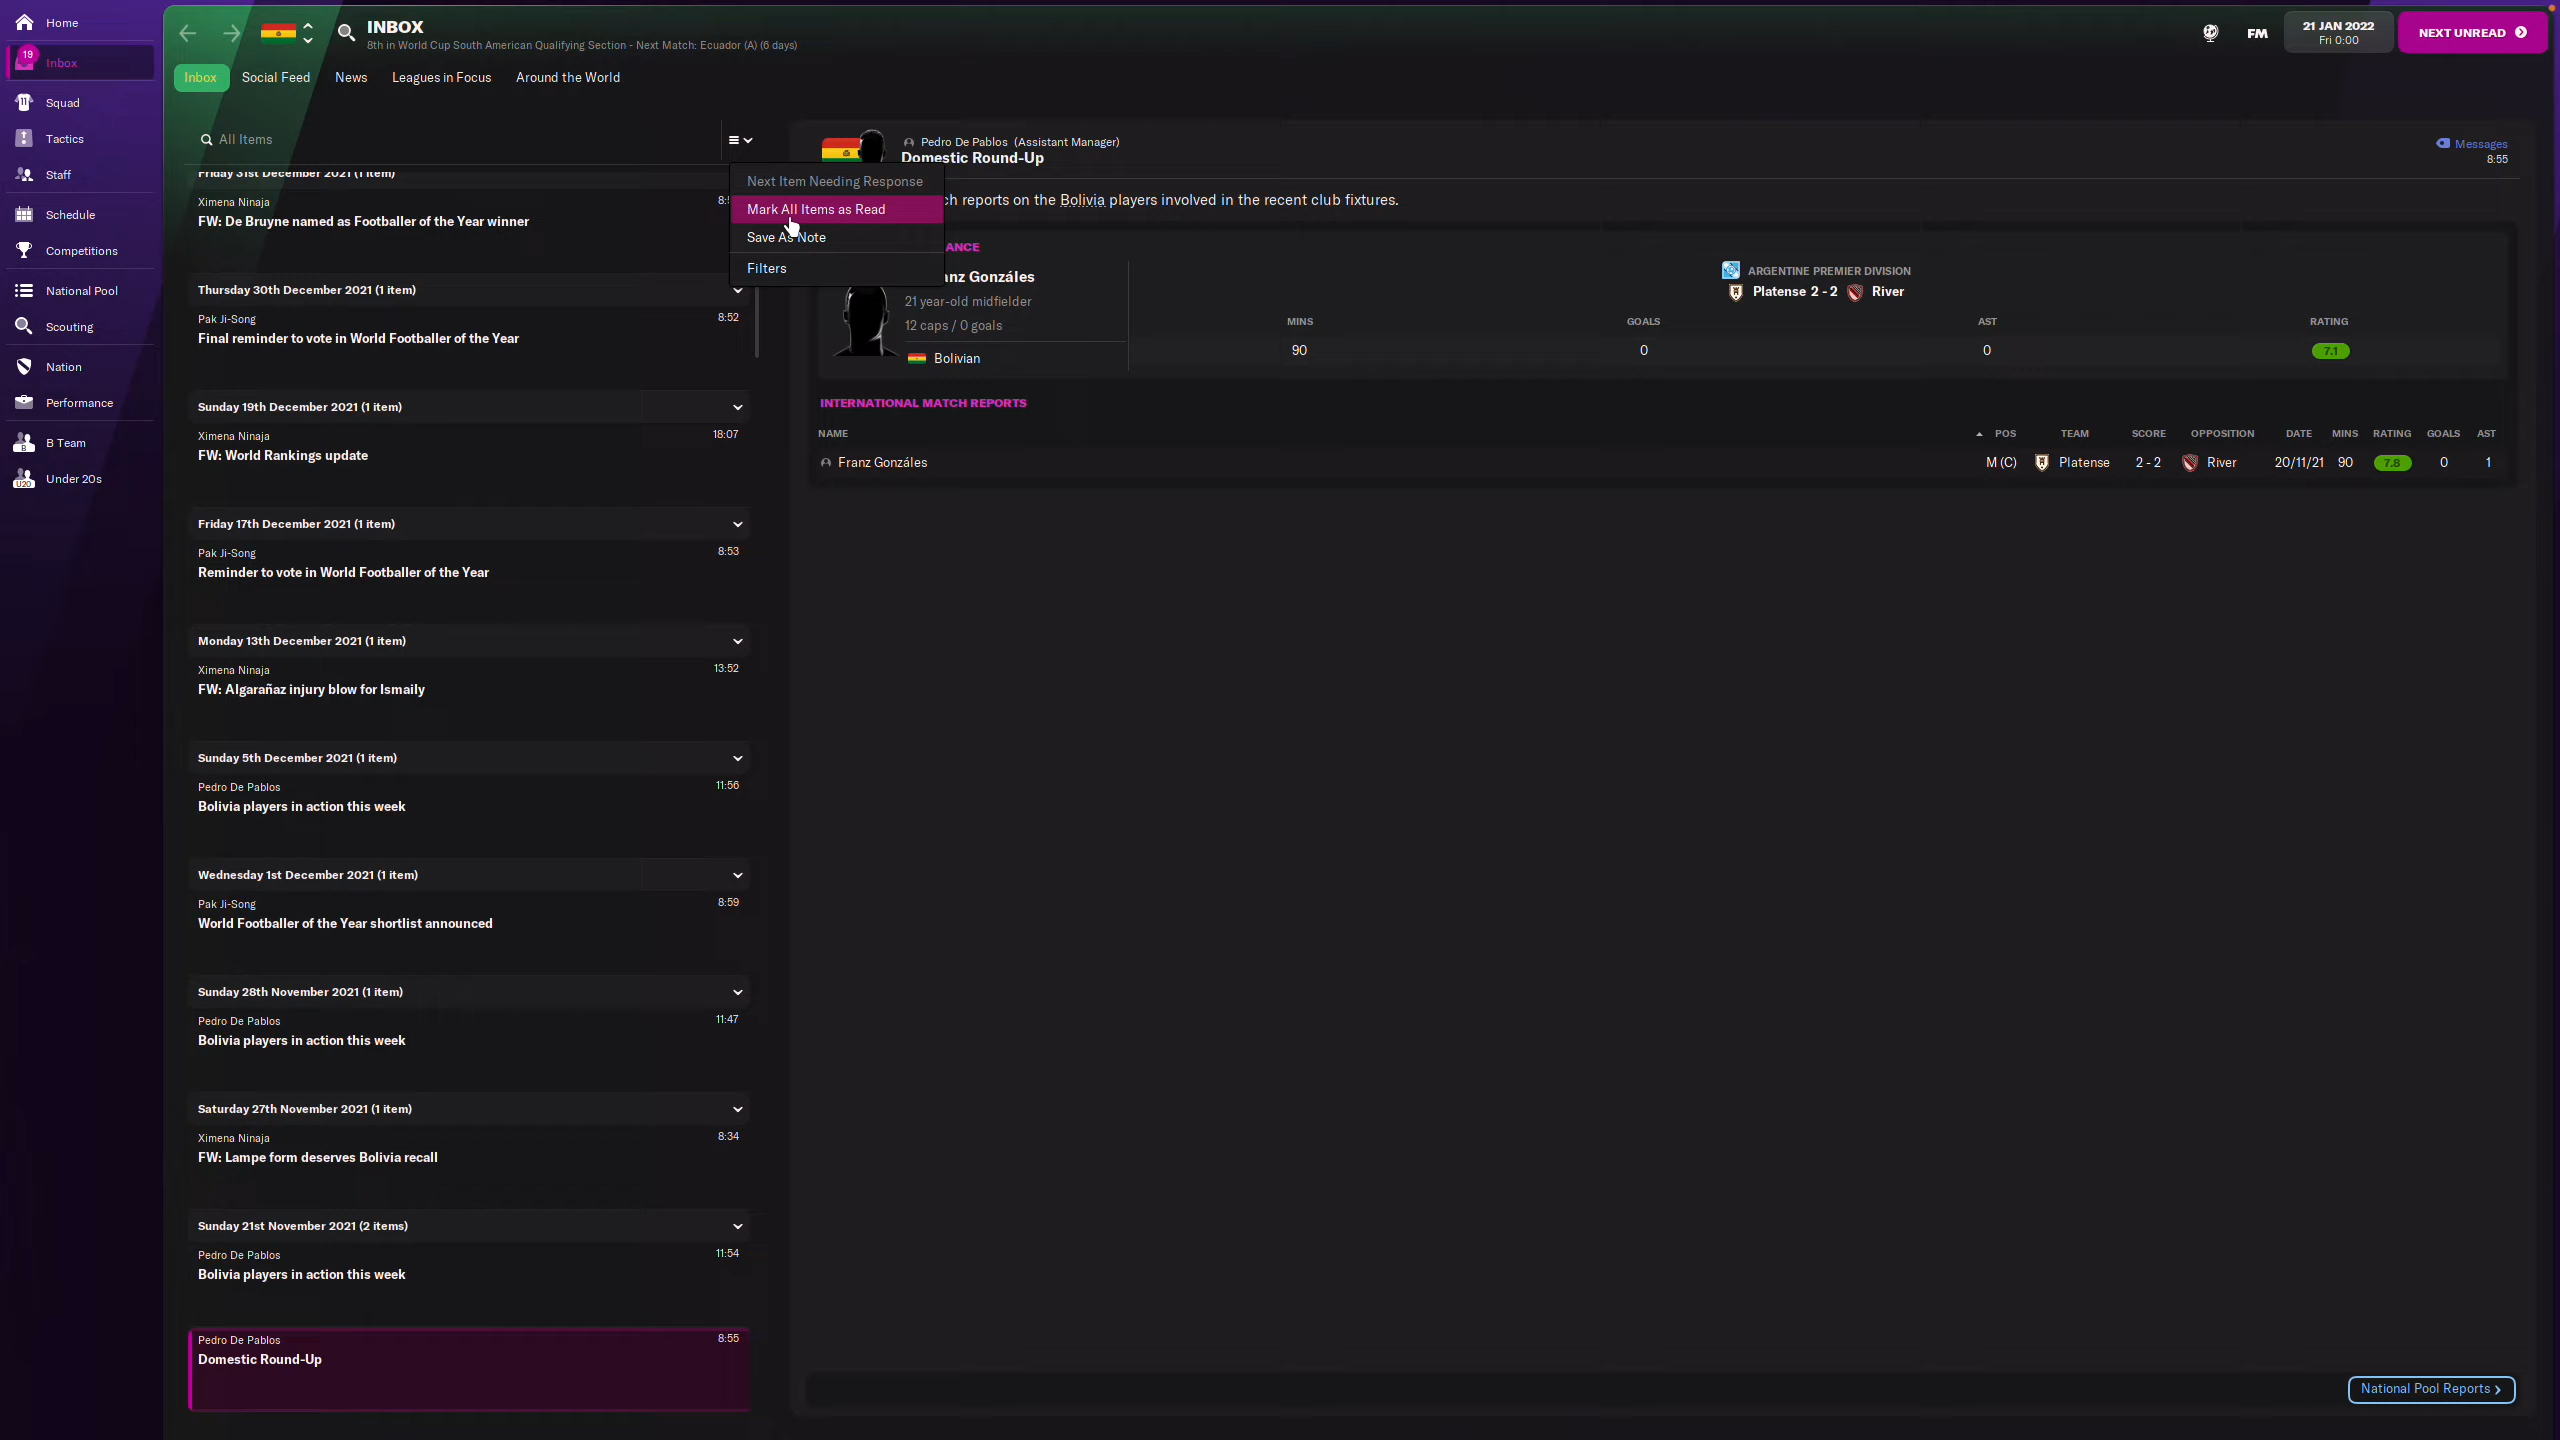 Home
19
Inbox
Squad
Tactics
Staff
Schedule
Competitions
National Pool
Scouting
Nation
Performance
B Team
Under 20s
INBOX
8th in World Cup South American Qualifying Section - Next Match: Ecuador (A) (6 days)
FM
21 JAN 2022
Fri 0:00
NEXT UNREAD
Inbox Social Feed News Leagues in Focus Around the World
All Items
Friday 31st December 2021 (1 item)
Ximena Ninaja
FW: De Bruyne named as Footballer of the Year winner
Thursday 30th December 2021 (1 item)
Pak Ji-Song 8:52
Final reminder to vote in World Footballer of the Year
Sunday 19th December 2021 (1 item)
Ximena Ninaja 18:07
FW: World Rankings update
Friday 17th December 2021 (1 item)
Pak Ji-Song 8:53
Reminder to vote in World Footballer of the Year
Monday 13th December 2021 (1 item)
Ximena Ninaja 13:52
FW: Algarañaz injury blow for Ismaily
Sunday 5th December 2021 (1 item)
Pedro De Pablos 11:56
Bolivia players in action this week
Wednesday 1st December 2021 (1 item)
Pak Ji-Song 8:59
World Footballer of the Year shortlist announced
Sunday 28th November 2021 (1 item)
Pedro De Pablos 11:47
Bolivia players in action this week
Saturday 27th November 2021 (1 item)
Ximena Ninaja 8:34
FW: Lampe form deserves Bolivia recall
Sunday 21st November 2021 (2 items)
Pedro De Pablos 11:54
Bolivia players in action this week
Pedro De Pablos 8:55
Domestic Round-Up
Next Item Needing Response
Mark All Items as Read
Save As Note
Filters
Pedro De Pablos (Assistant Manager)
Domestic Round-Up
Messages
8:55
ch reports on the Bolivia players involved in the recent club fixtures.
ANCE
anz Gonzáles
21 year-old midfielder
12 caps / 0 goals
Bolivian
ARGENTINE PREMIER DIVISION
Platense 2 - 2 River
MINS GOALS AST RATING
90 0 0 7.1
INTERNATIONAL MATCH REPORTS
NAME POS TEAM SCORE OPPOSITION DATE MINS RATING GOALS AST
Franz Gonzáles M (C) Platense 2 - 2 River 20/11/21 90 7.8 0 1
National Pool Reports